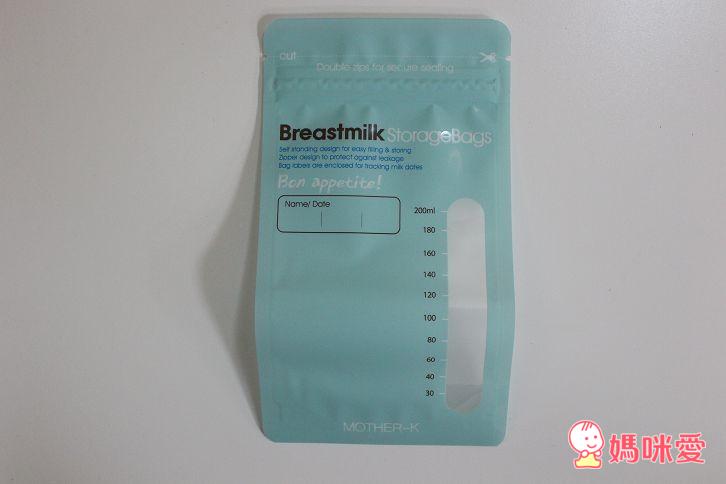 cut
Double zips for secure sealing
Breastmilk StorageBags
Self standing design for easy filling & storing
Zipper design to protect against leakage
Bag labels are enclosed for tracking milk dates
Bon appetite!
Name/ Date
200ml
180
160
140
120
100
80
60
40
30
MOTHER-K
媽咪愛